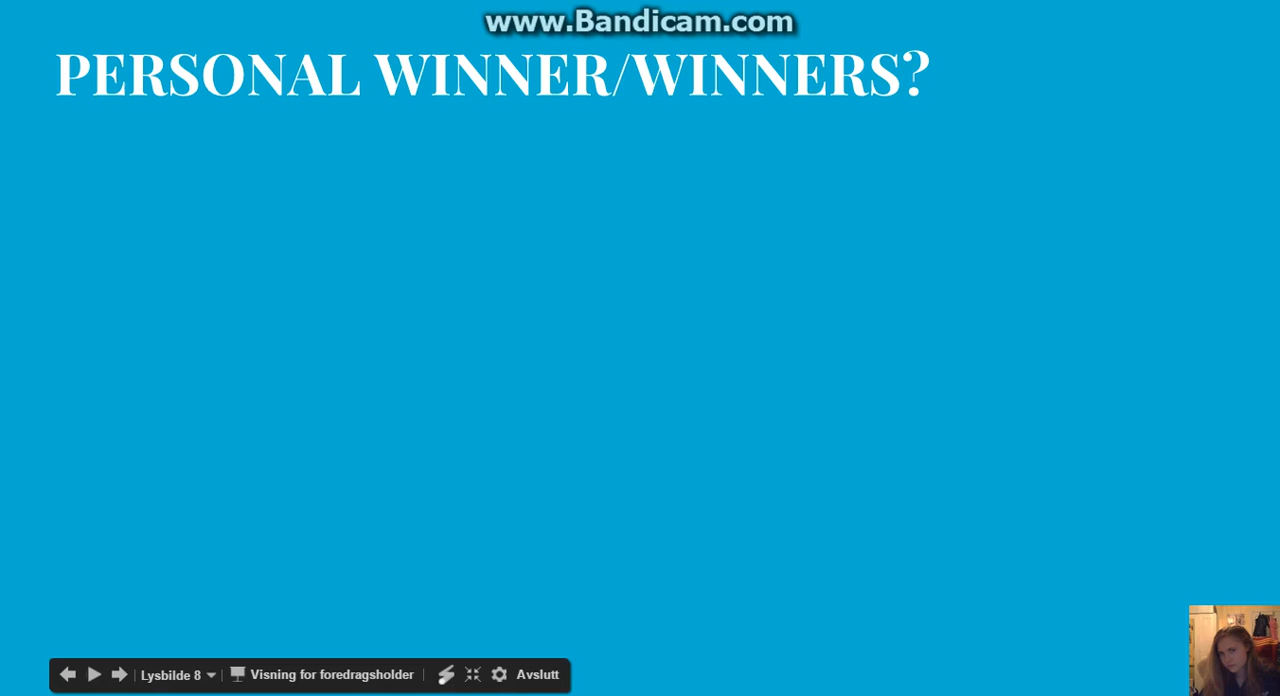 www.Bandicam.com
PERSONAL WINNER/WINNERS?
Lysbilde 8 Visning for foredragsholder Avslutt